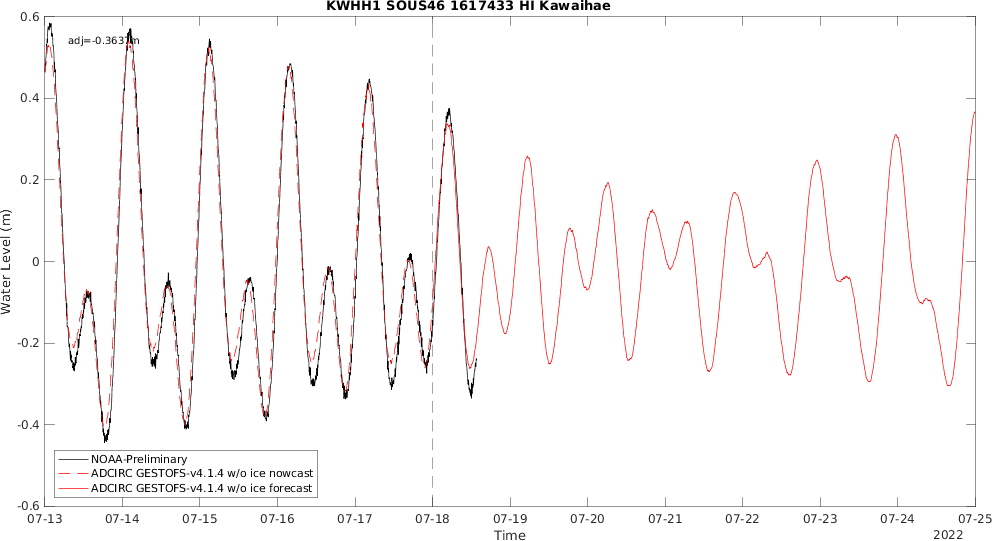 KWHH1 SOUS46 1617433 HI Kawaihae
adj=-0.3637m
Water Level (m)
0.6
0.4
0.2
0
-0.2
-0.4
-0.6
NOAA-Preliminary
ADCIRC GESTOFS-v4.1.4 w/o ice nowcast
ADCIRC GESTOFS-v4.1.4 w/o ice forecast
07-13 07-14 07-15 07-16 07-17 07-18 07-19 07-20 07-21 07-22 07-23 07-24 07-25
Time
2022